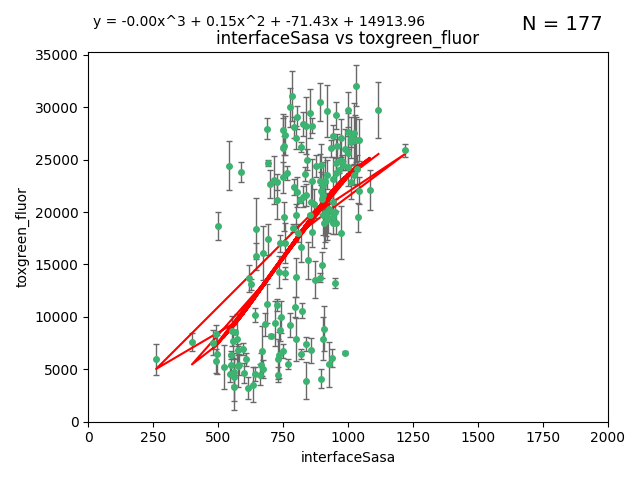 y = -0.00x^3 + 0.15x^2 + -71.43x + 14913.96
N = 177
interfaceSasa vs toxgreen_fluor
35000
30000
25000
20000
15000
10000
5000
0
toxgreen_fluor
0 250 500 750 1000 1250 1500 1750 2000
interfaceSasa